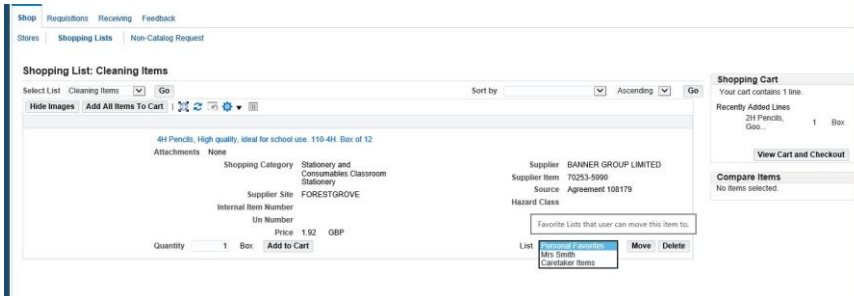 Shop Requisitions Receiving Feedback
Stores Shopping Lists Non-Catalog Request
Shopping List: Cleaning Items
Select List Cleaning Items Go Sort by Ascending Go
Hide Images Add All Items To Cart
4H Pencils, High quality, ideal for school use. 110-4H. Box of 12
Attachments None
Shopping Category Stationery and
Consumables.Classroom
Stationery
Supplier Site FORESTGROVE
Internal Item Number
Un Number
Price 1.92 GBP
Quantity 1 Box Add to Cart
Supplier BANNER GROUP LIMITED
Supplier Item 70253-5990
Source Agreement 108179
Hazard Class
Favorite Lists that user can move this item to.
List Personal Favorites Move Delete
Mrs Smith
Caretaker Items
Shopping Cart
Your cart contains 1 line.
Recently Added Lines
2H Pencils,
Goo... 1 Box
View Cart and Checkout
Compare Items
No items selected.